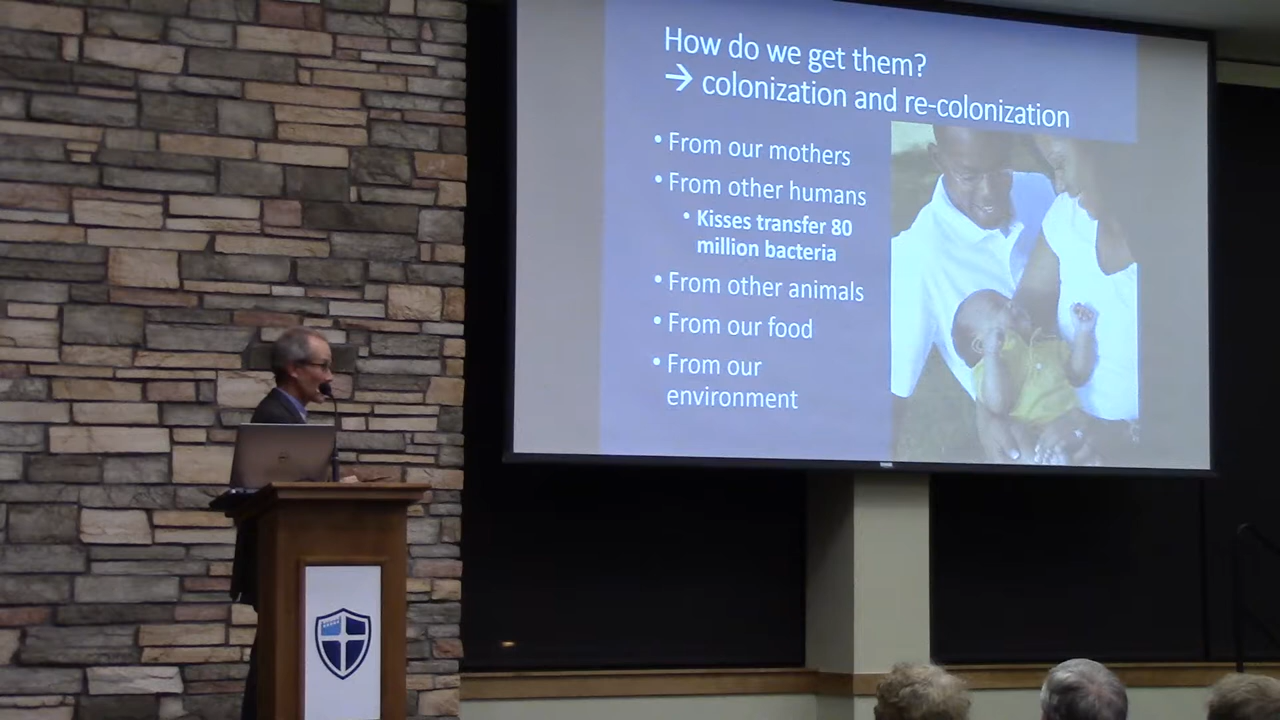 How do we get them?
→ colonization and re-colonization
• From our mothers
• From other humans
• Kisses transfer 80
million bacteria
• From other animals
• From our food
• From our
environment